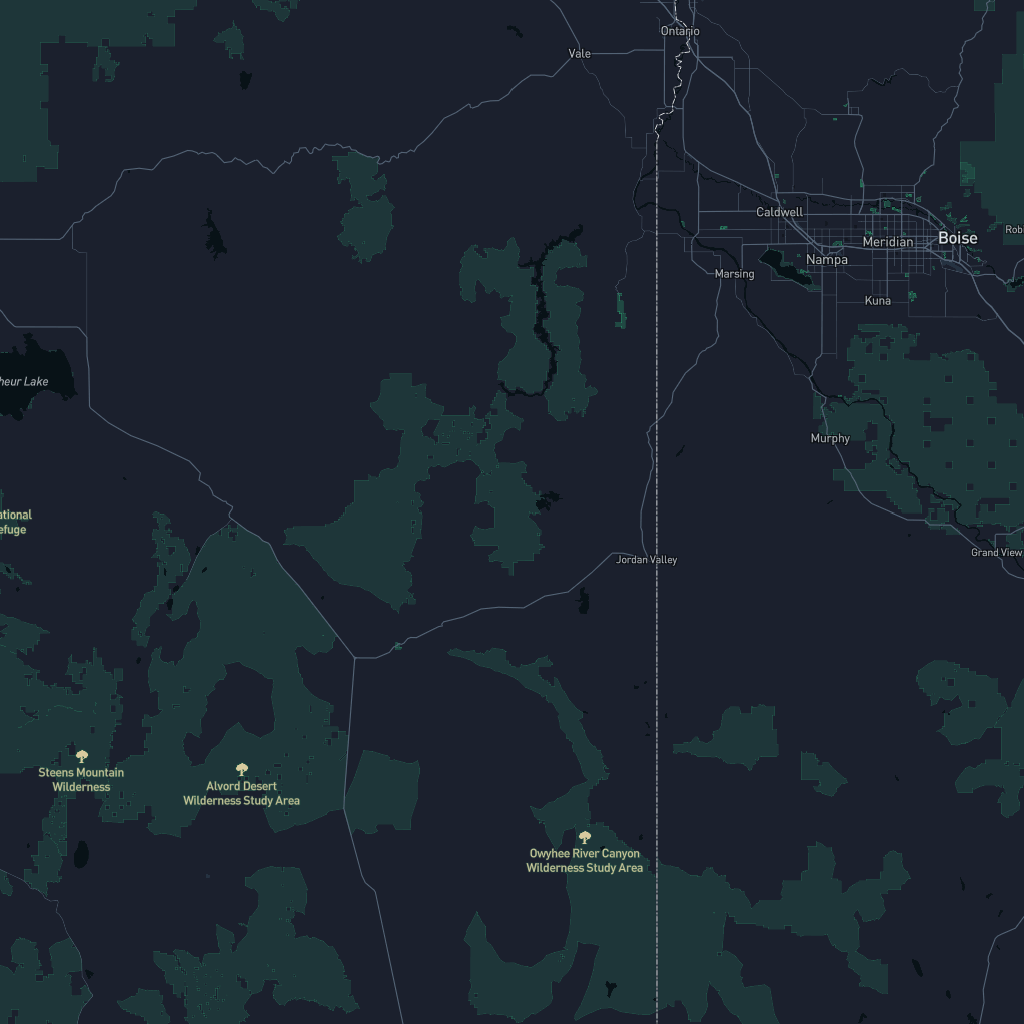 Ontario
Vale
Caldwell
Boise
Meridian
Nampa
Marsing
Kuna
heur Lake
Murphy
ational
efuge
Grand View
Jordan Valley
Steens Mountain
Wilderness
Alvord Desert
Wilderness Study Area
Owyhee River Canyon
Wilderness Study Area
Robi